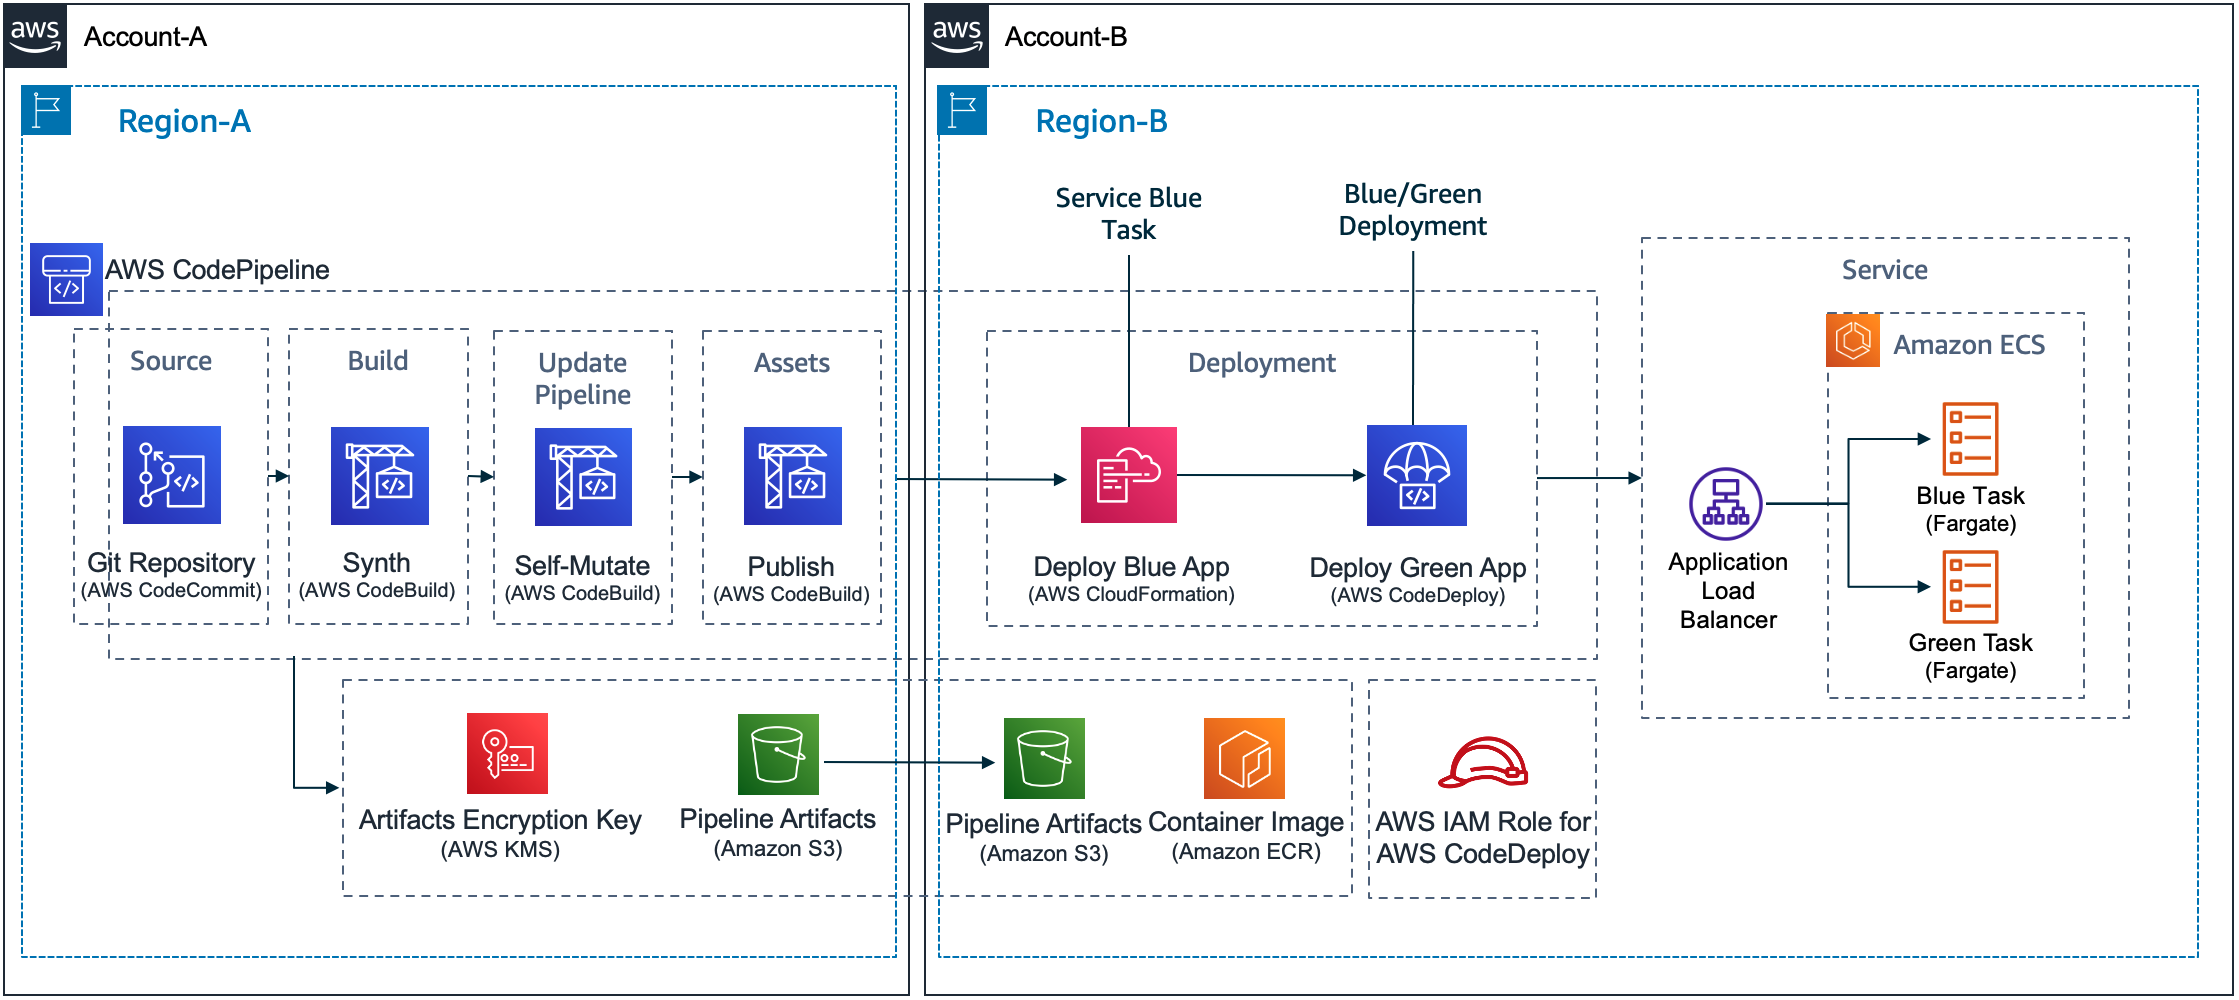 aws
Account-A
Region-A
AWS CodePipeline
Source
Git Repository
(AWS CodeCommit)
Build
Synth
(AWS CodeBuild)
Update
Pipeline
Self-Mutate
(AWS CodeBuild)
Assets
Publish
(AWS CodeBuild)
Artifacts Encryption Key
(AWS KMS)
Pipeline Artifacts
(Amazon S3)
aws
Account-B
Region-B
Service Blue
Task
Blue/Green
Deployment
Deployment
Deploy Blue App
(AWS CloudFormation)
Deploy Green App
(AWS CodeDeploy)
Pipeline Artifacts
(Amazon S3)
Container Image
(Amazon ECR)
AWS IAM Role for
AWS CodeDeploy
Service
Application
Load
Balancer
Amazon ECS
Blue Task
(Fargate)
Green Task
(Fargate)